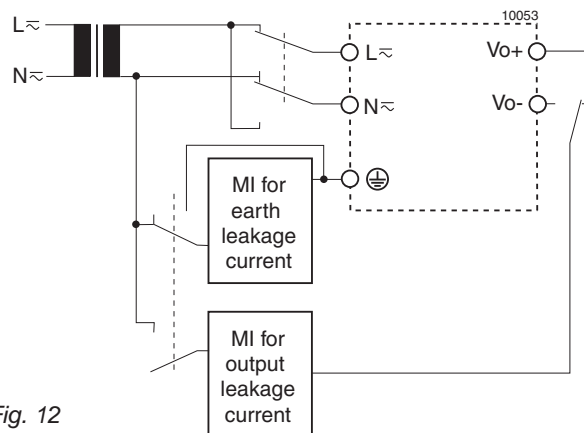 10053
L≂
Vo+
L≂
N≂
Vo-
N≂
MI for
earth
leakage
current
MI for
output
leakage
current
Fig. 12